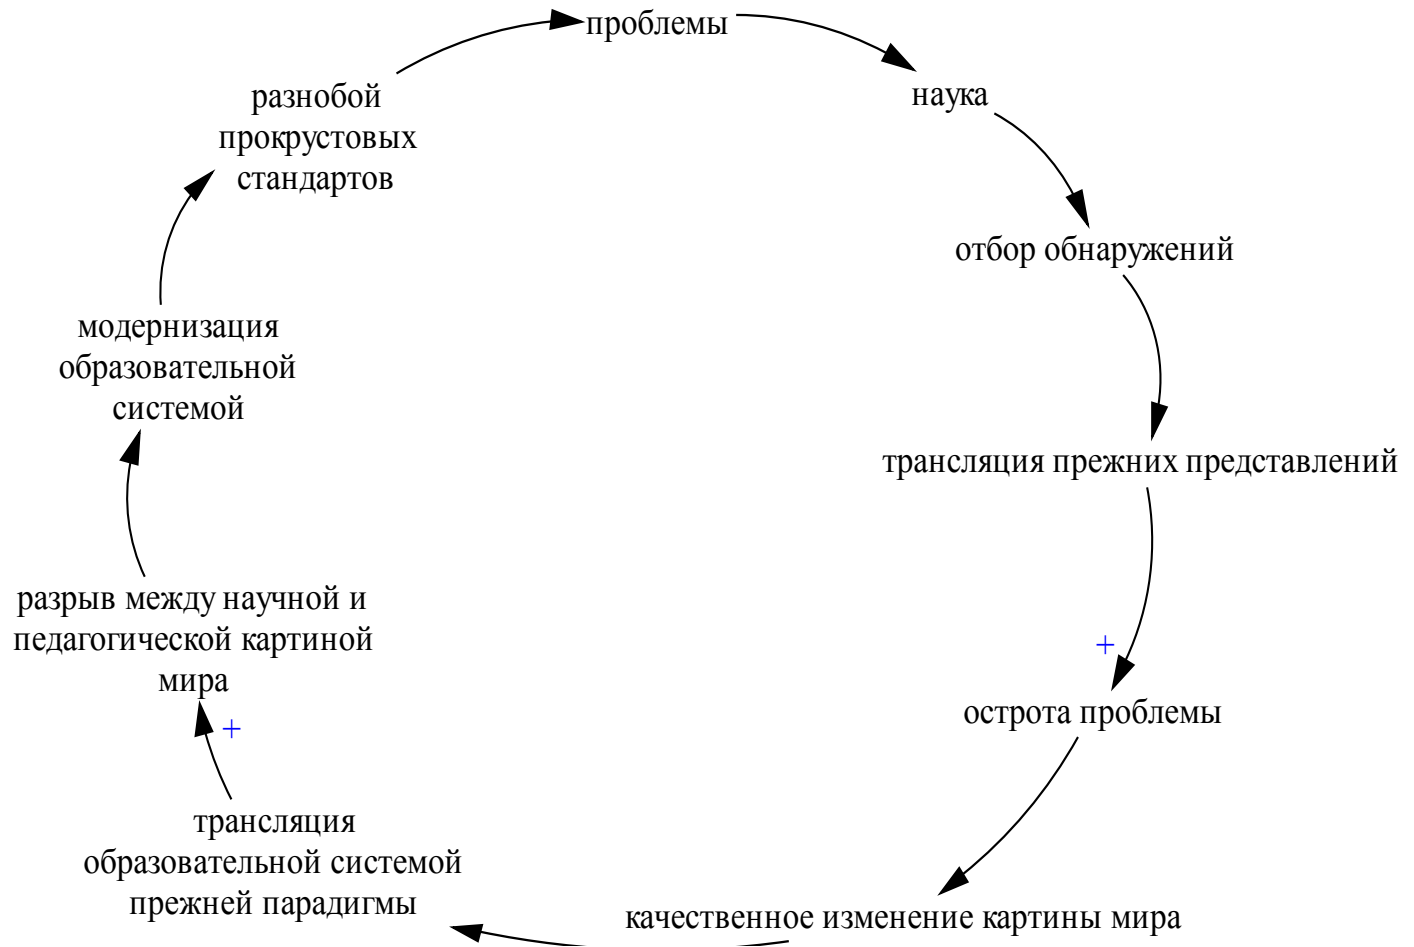 проблемы
наука
отбор обнаружений
трансляция прежних представлений
+
острота проблемы
качественное изменение картины мира
трансляция
образовательной системой
прежней парадигмы
+
разрыв между научной и
педагогической картиной
мира
модернизация
образовательной
системой
разнобой
прокрустовых
стандартов